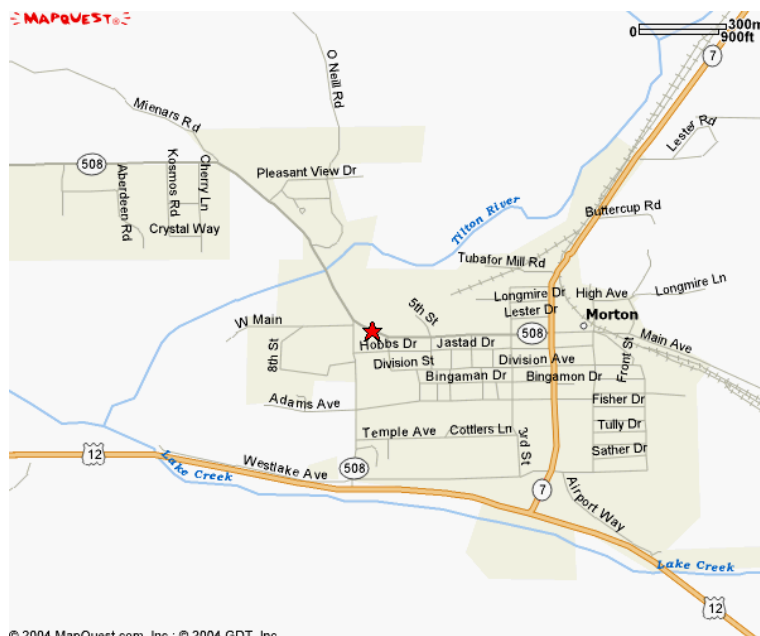 MAPQUEST®
0 300m
900ft
7
O Neill Rd
Mienars Rd
Lester Rd
508
Aberdeen Rd
Kosmos Rd
Cherry Ln
Pleasant View Dr
Crystal Way
Tilton River
Buttercup Rd
Tubafor Mill Rd
Longmire Dr
High Ave
Longmire Ln
Lester Dr
5th St
Morton
W Main
8th St
508
Main Ave
Hobbs Dr
Jastad Dr
Front St
Division St
Division Ave
Bingaman Dr
Bingamon Dr
Adams Ave
Fisher Dr
Temple Ave
Cottlers Ln
3rd St
Tully Dr
Sather Dr
12
Lake Creek
Westlake Ave
508
7
Airport Way
Lake Creek
12
© 2004 MapQuest.com, Inc.; © 2004 GDT, Inc.